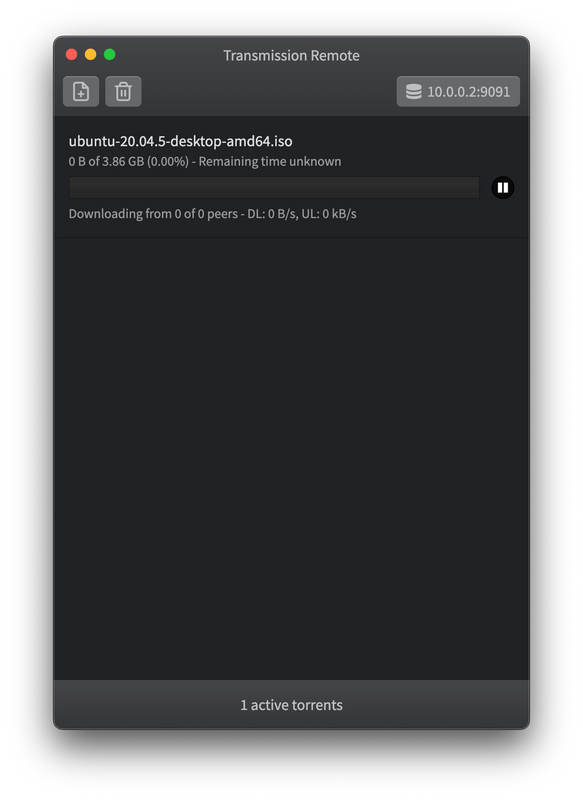 Transmission Remote
10.0.0.2:9091
ubuntu-20.04.5-desktop-amd64.iso
0 B of 3.86 GB (0.00%) - Remaining time unknown
Downloading from 0 of 0 peers - DL: 0 B/s, UL: 0 kB/s
1 active torrents